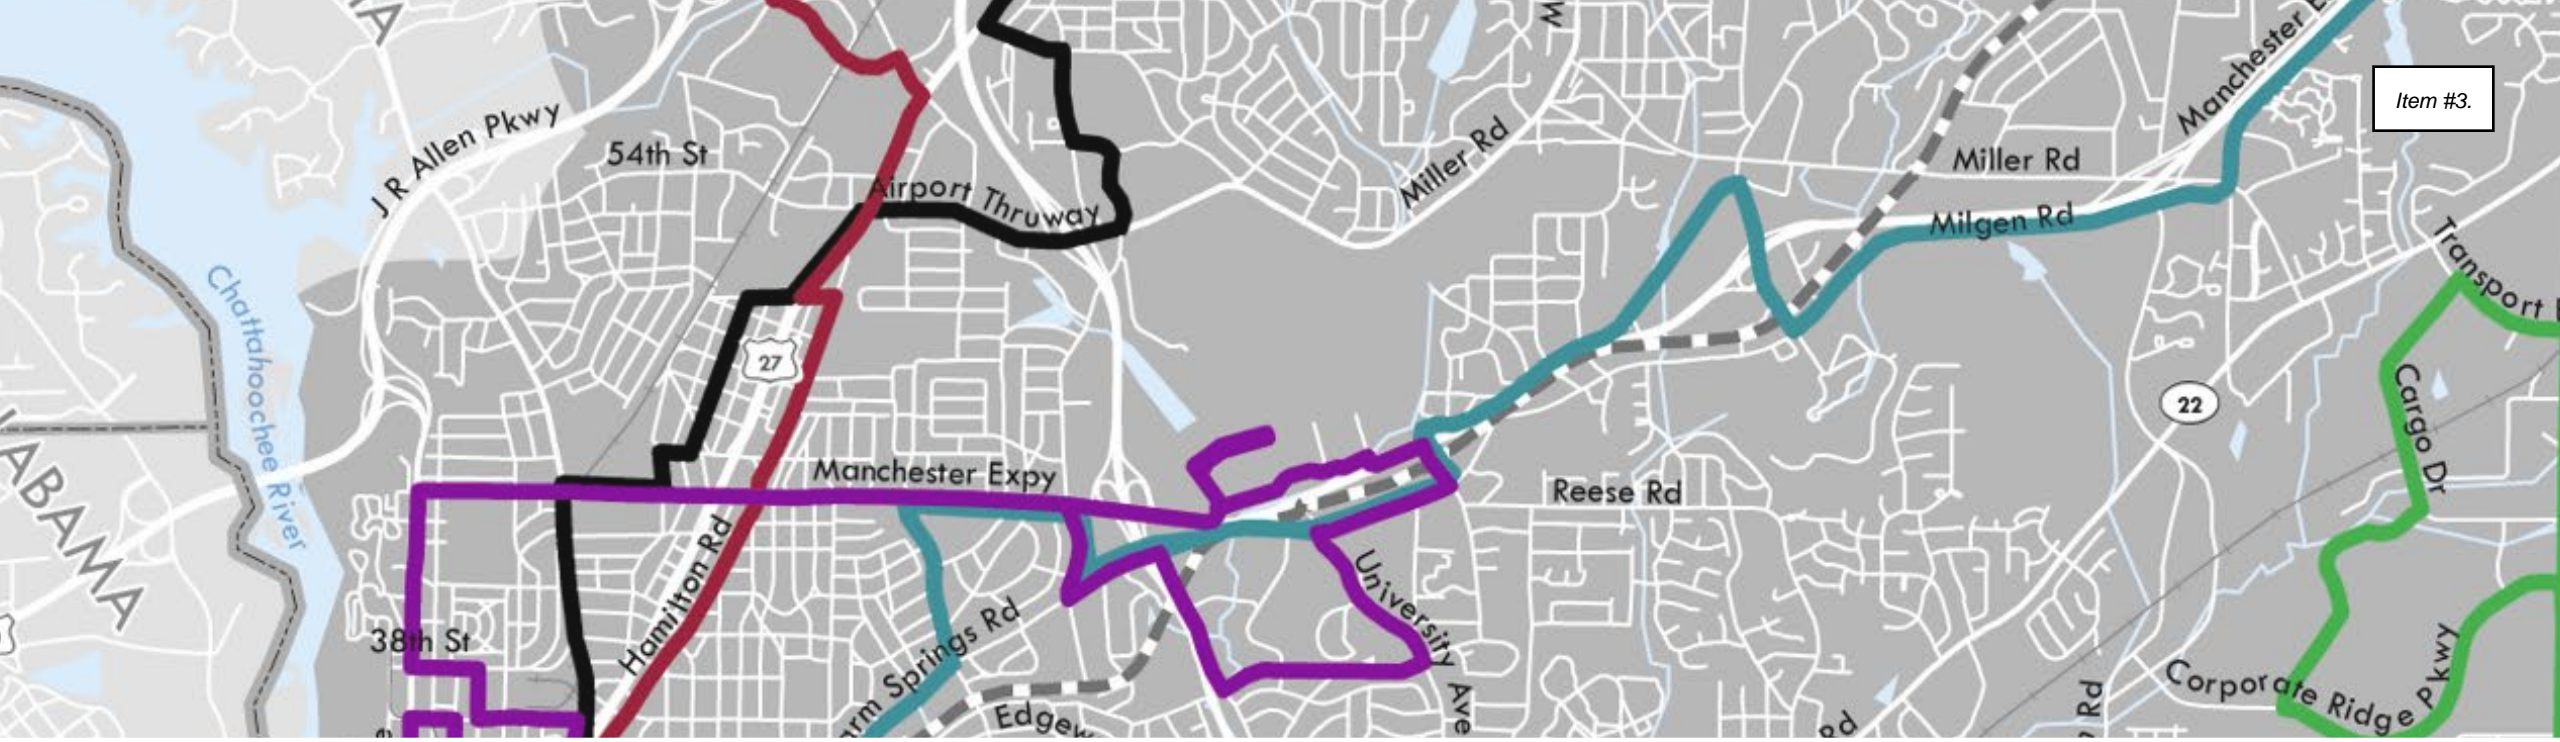 Manchester E
Item #3.
J R Allen Pkwy
54th St
Miller Rd
Miller Rd
Airport Thruway
Milgen Rd
Transport
Chattahoochee River
27
22
Cargo Dr
Manchester Expy
Reese Rd
ABAMA
Hamilton Rd
University Ave
38th St
arm Springs Rd
Edgew
Corporate Ridge Pkwy
Rd
Rd